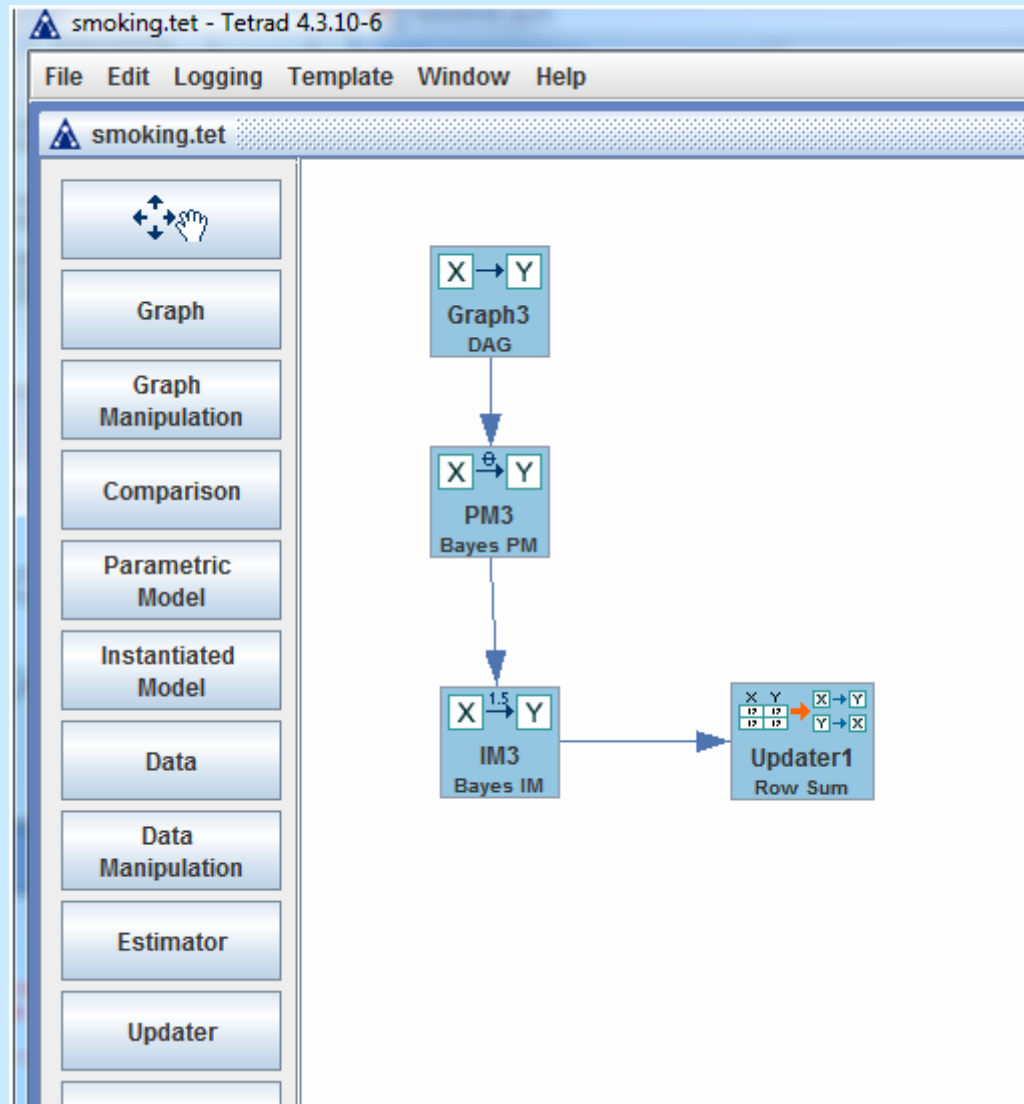 smoking.tet - Tetrad 4.3.10-6
File Edit Logging Template Window Help
smoking.tet
Graph
Graph
Manipulation
Comparison
Parametric
Model
Instantiated
Model
Data
Data
Manipulation
Estimator
Updater
X Y
Graph3
DAG
X θ Y
PM3
Bayes PM
X 1.5 Y
IM3
Bayes IM
X Y X Y
Y X
Updater1
Row Sum